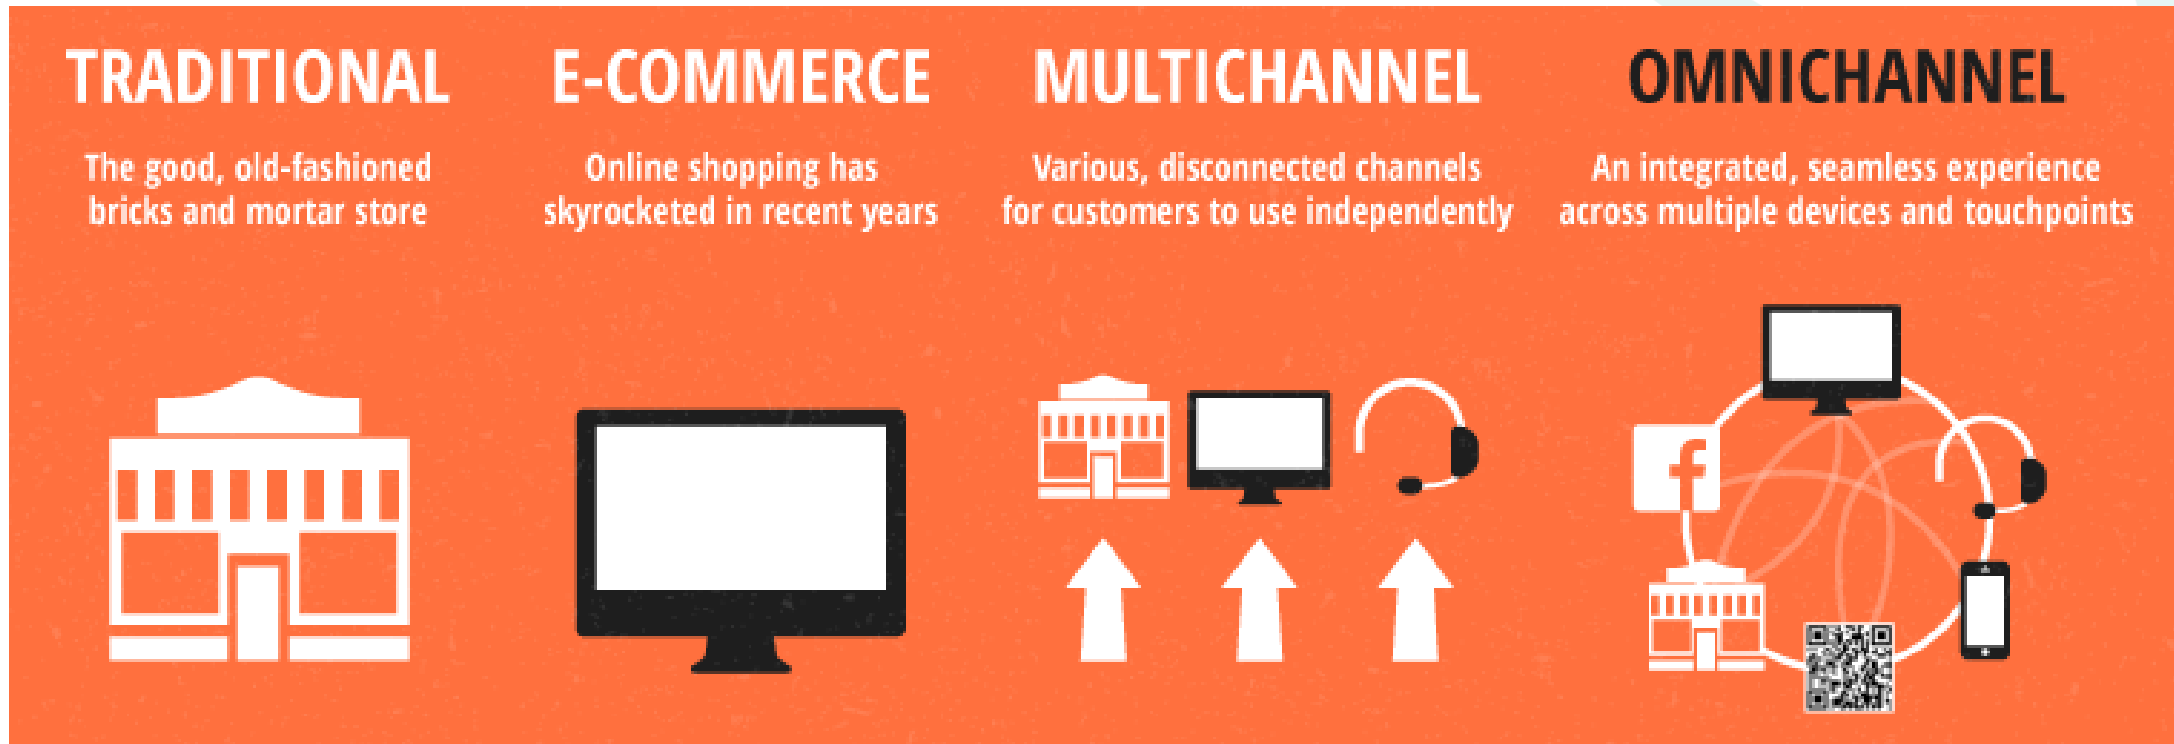 TRADITIONAL
The good, old-fashioned
bricks and mortar store
E-COMMERCE
Online shopping has
skyrocketed in recent years
MULTICHANNEL
Various, disconnected channels
for customers to use independently
OMNICHANNEL
An integrated, seamless experience
across multiple devices and touchpoints
f